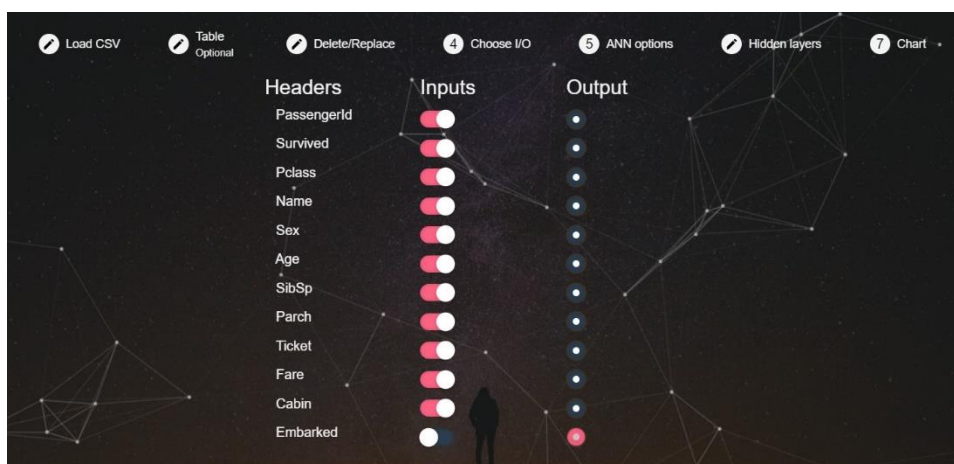 Load CSV
Table
Optional
Delete/Replace
4 Choose I/O
5 ANN options
Hidden layers
7 Chart
Headers Inputs Output
PassengerId
Survived
Pclass
Name
Sex
Age
SibSp
Parch
Ticket
Fare
Cabin
Embarked